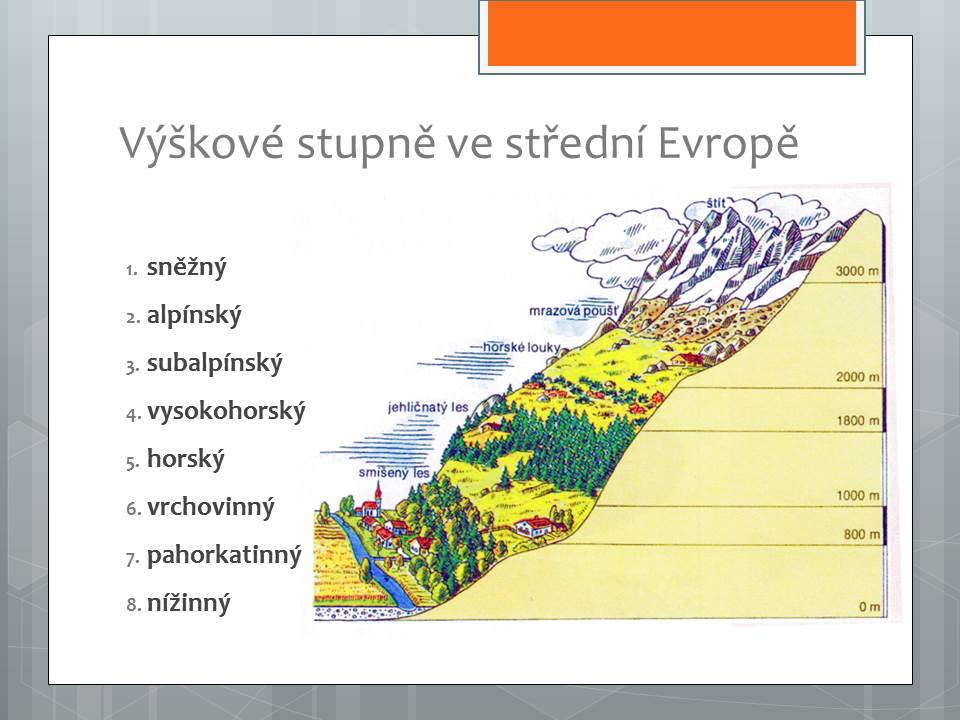 Výškové stupně ve střední Evropě
1. sněžný
2. alpínský
3. subalpínský
4. vysokohorský
5. horský
6. vrchovinný
7. pahorkatinný
8. nížinný
štít
3000 m
mrazová poušť
horské louky
2000 m
jehličnatý les
1800 m
smíšený les
1000 m
800 m
0 m